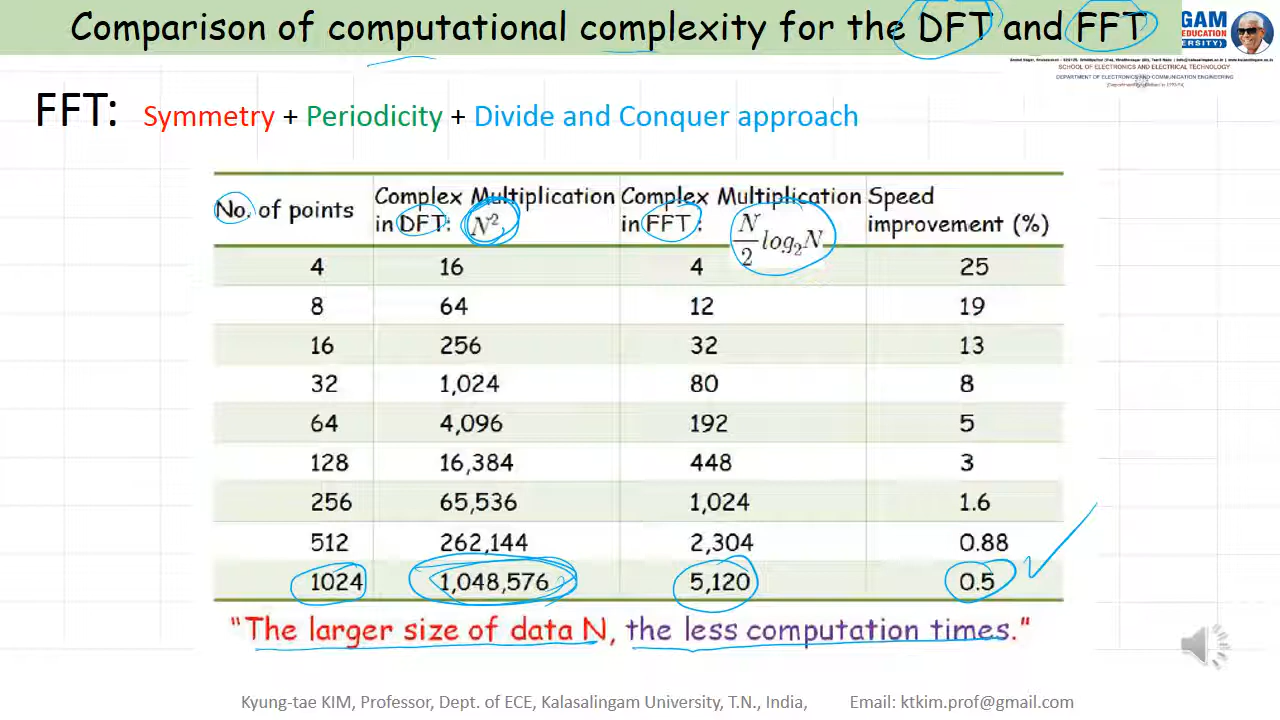 Comparison of computational complexity for the DFT and FFT
GAM
EDUCATION
ERSITY)
SCHOOL OF ELECTRONICS AND ELECTRICAL TECHNOLOGY
DEPARTMENT OF ELECTRONICS AND COMMUNICATION ENGINEERING
FFT: Symmetry + Periodicity + Divide and Conquer approach
No. of points Complex Multiplication in DFT: N² Complex Multiplication in FFT: N/2 log₂N Speed improvement (%)
4 16 4 25
8 64 12 19
16 256 32 13
32 1,024 80 8
64 4,096 192 5
128 16,384 448 3
256 65,536 1,024 1.6
512 262,144 2,304 0.88
1024 1,048,576 5,120 0.5
"The larger size of data N, the less computation times."
Kyung-tae KIM, Professor, Dept. of ECE, Kalasalingam University, T.N., India, Email: ktkim.prof@gmail.com